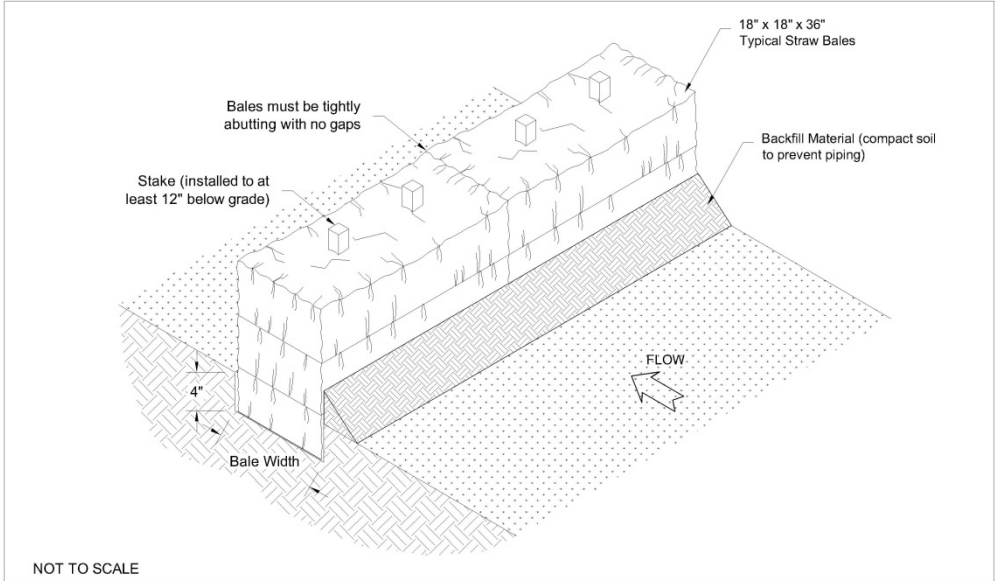 18" x 18" x 36"
Typical Straw Bales
Bales must be tightly
abutting with no gaps
Backfill Material (compact soil
to prevent piping)
Stake (installed to at
least 12" below grade)
FLOW
4"
Bale Width
NOT TO SCALE